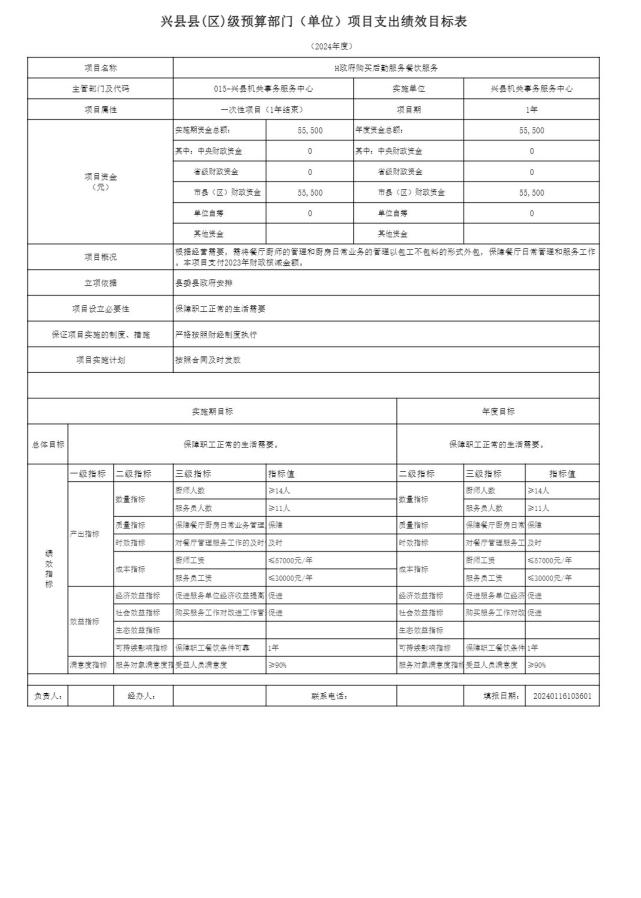 兴县县(区)级预算部门（单位）项目支出绩效目标表
（2024年度）
项目名称 H政府购买后勤服务餐饮服务
主管部门及代码 015-兴县机关事务服务中心 实施单位 兴县机关事务服务中心
项目属性 一次性项目（1年结束） 项目期 1年
项目资金（元）
实施期资金总额： 55,500 年度资金总额： 55,500
其中：中央财政资金 0 其中：中央财政资金 0
省级财政资金 0 省级财政资金 0
市县（区）财政资金 55,500 市县（区）财政资金 55,500
单位自筹 0 单位自筹 0
其他资金 其他资金
项目概况 根据经营需要，需将餐厅厨师的管理和厨房日常业务的管理以包工不包料的形式外包，保障餐厅日常管理和服务工作
。本项目支付2023年财政核减金额。
立项依据 县委县政府安排
项目设立必要性 保障职工正常的生活需要
保证项目实施的制度、措施 严格按照财经制度执行
项目实施计划 按照合同及时发放
实施期目标 年度目标
总体目标 保障职工正常的生活需要。 保障职工正常的生活需要。
绩效指标
一级指标 二级指标 三级指标 指标值 二级指标 三级指标 指标值
产出指标
数量指标 厨师人数 ≥14人 数量指标 厨师人数 ≥14人
服务员人数 ≥11人 服务员人数 ≥11人
质量指标 保障餐厅厨房日常业务管理 保障 质量指标 保障餐厅厨房日常 保障
时效指标 对餐厅管理服务工作的及时 及时 时效指标 对餐厅管理服务工 及时
成本指标 厨师工资 ≤57000元/年 成本指标 厨师工资 ≤57000元/年
服务员工资 ≤30000元/年 服务员工资 ≤30000元/年
效益指标
经济效益指标 促进服务单位经济收益提高 促进 经济效益指标 促进服务单位经济 促进
社会效益指标 购买服务工作对改进工作管 促进 社会效益指标 购买服务工作对改 促进
生态效益指标 生态效益指标
可持续影响指标 保障职工餐饮条件可靠 1年 可持续影响指标 保障职工餐饮条件 1年
满意度指标 服务对象满意度指 受益人员满意度 ≥90% 服务对象满意度指标 受益人员满意度 ≥90%
负责人： 经办人： 联系电话： 填报日期： 20240116103601